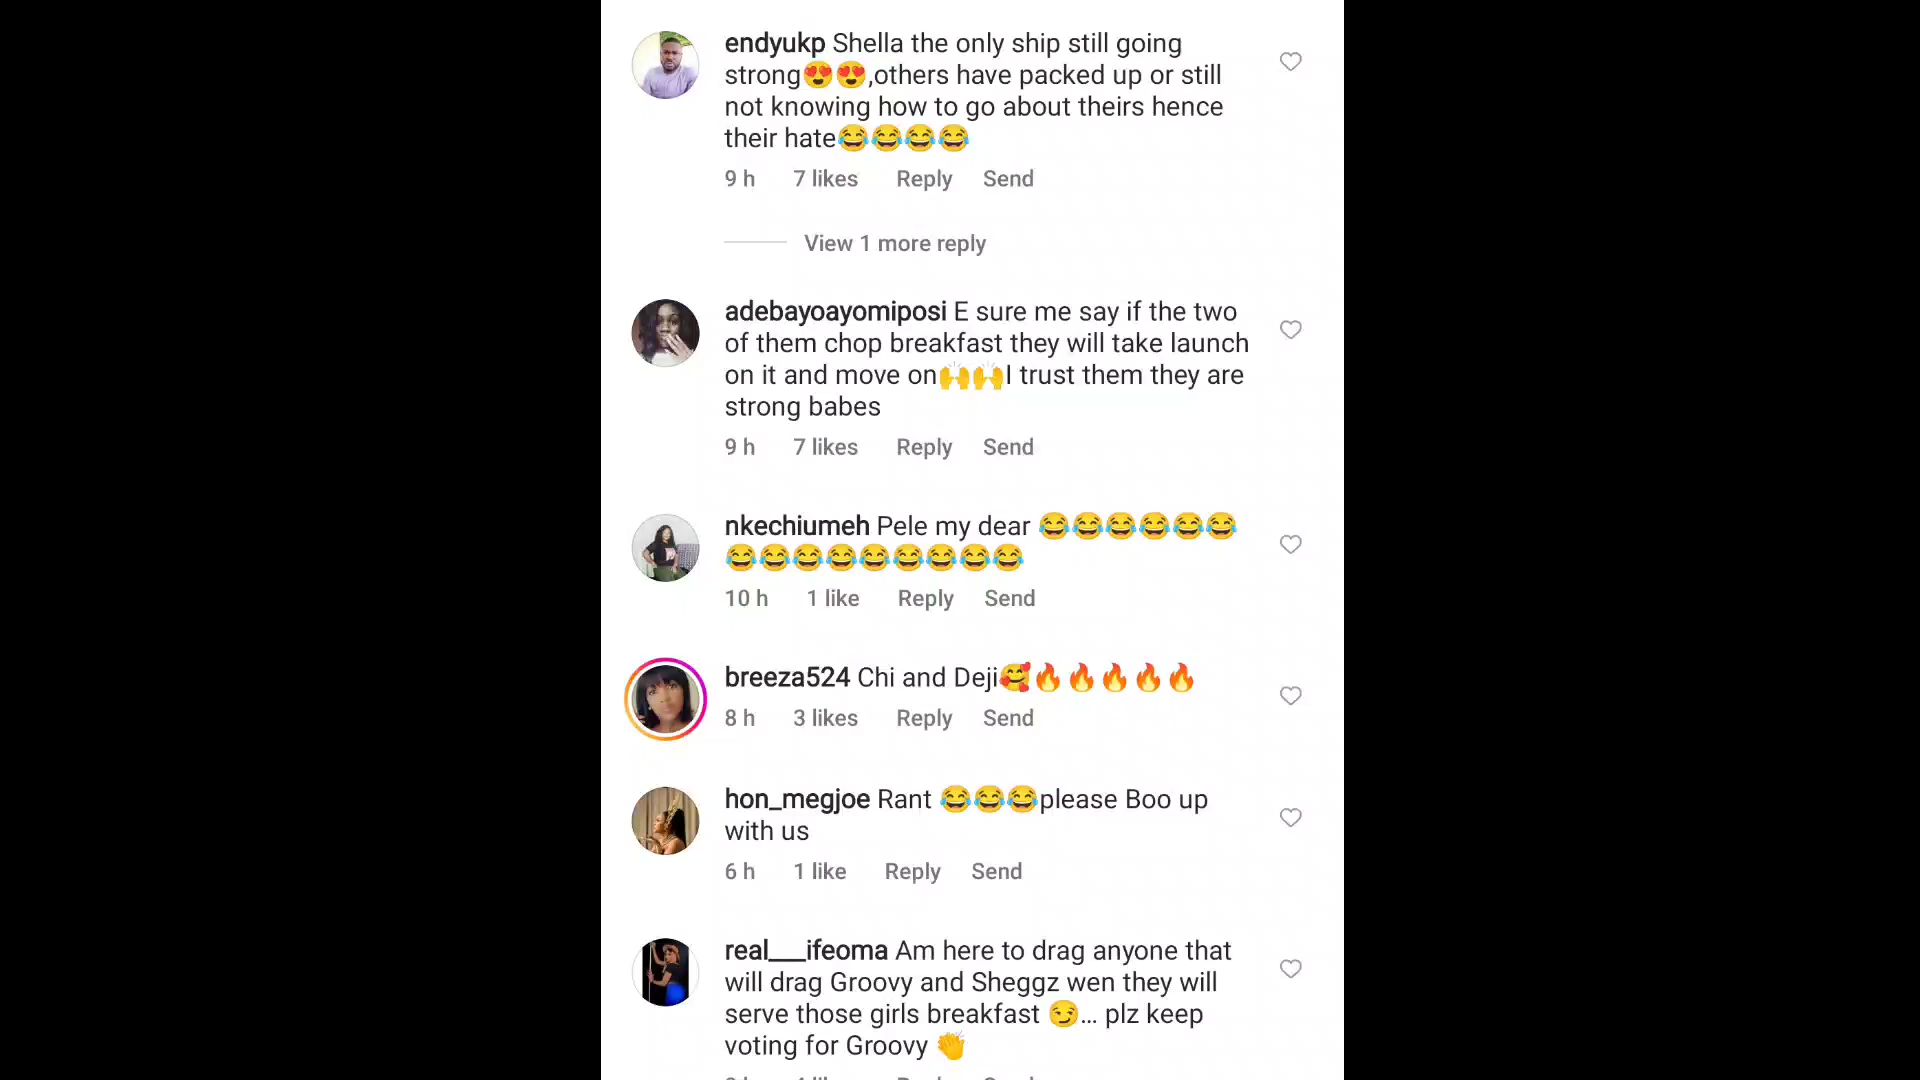 endyukp Shella the only ship still going
strong😍😍,others have packed up or still
not knowing how to go about theirs hence
their hate😂😂😂😂
9 h 7 likes Reply Send
View 1 more reply
adebayoayomiposi E sure me say if the two
of them chop breakfast they will take launch
on it and move on🙌🙌I trust them they are
strong babes
9 h 7 likes Reply Send
nkechiumeh Pele my dear 😂😂😂😂😂😂
😂😂😂😂😂😂😂😂😂
10 h 1 like Reply Send
breeza524 Chi and Deji🥰🔥🔥🔥🔥🔥
8 h 3 likes Reply Send
hon_megjoe Rant 😂😂😂please Boo up
with us
6 h 1 like Reply Send
real___ifeoma Am here to drag anyone that
will drag Groovy and Sheggz wen they will
serve those girls breakfast 😏... plz keep
voting for Groovy 👏